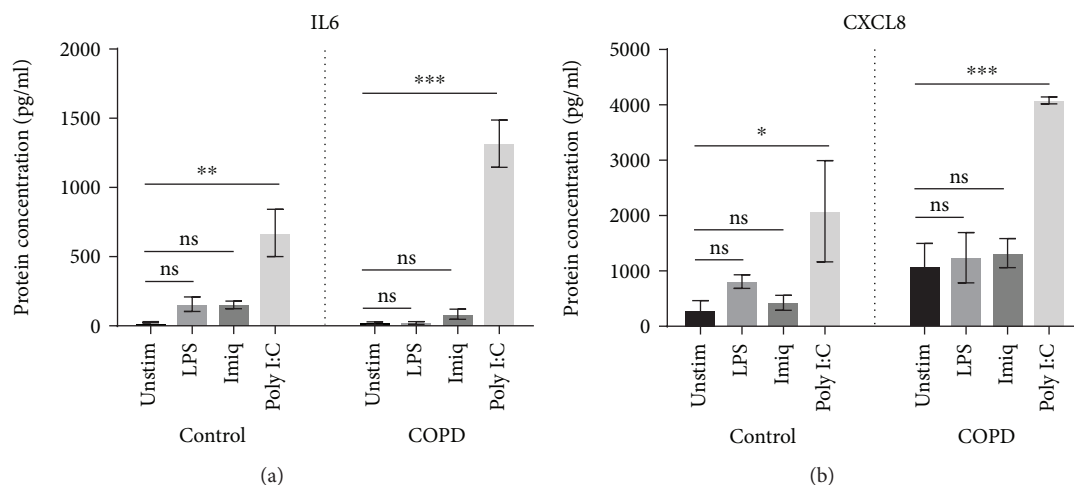 IL6
Protein concentration (pg/ml)
2000
1500
1000
500
0
**
ns
ns
***
ns
ns
Unstim
LPS
Imiq
Poly I:C
Unstim
LPS
Imiq
Poly I:C
Control
COPD
(a)
CXCL8
Protein concentration (pg/ml)
5000
4000
3000
2000
1000
0
*
ns
ns
***
ns
ns
Unstim
LPS
Imiq
Poly I:C
Unstim
LPS
Imiq
Poly I:C
Control
COPD
(b)